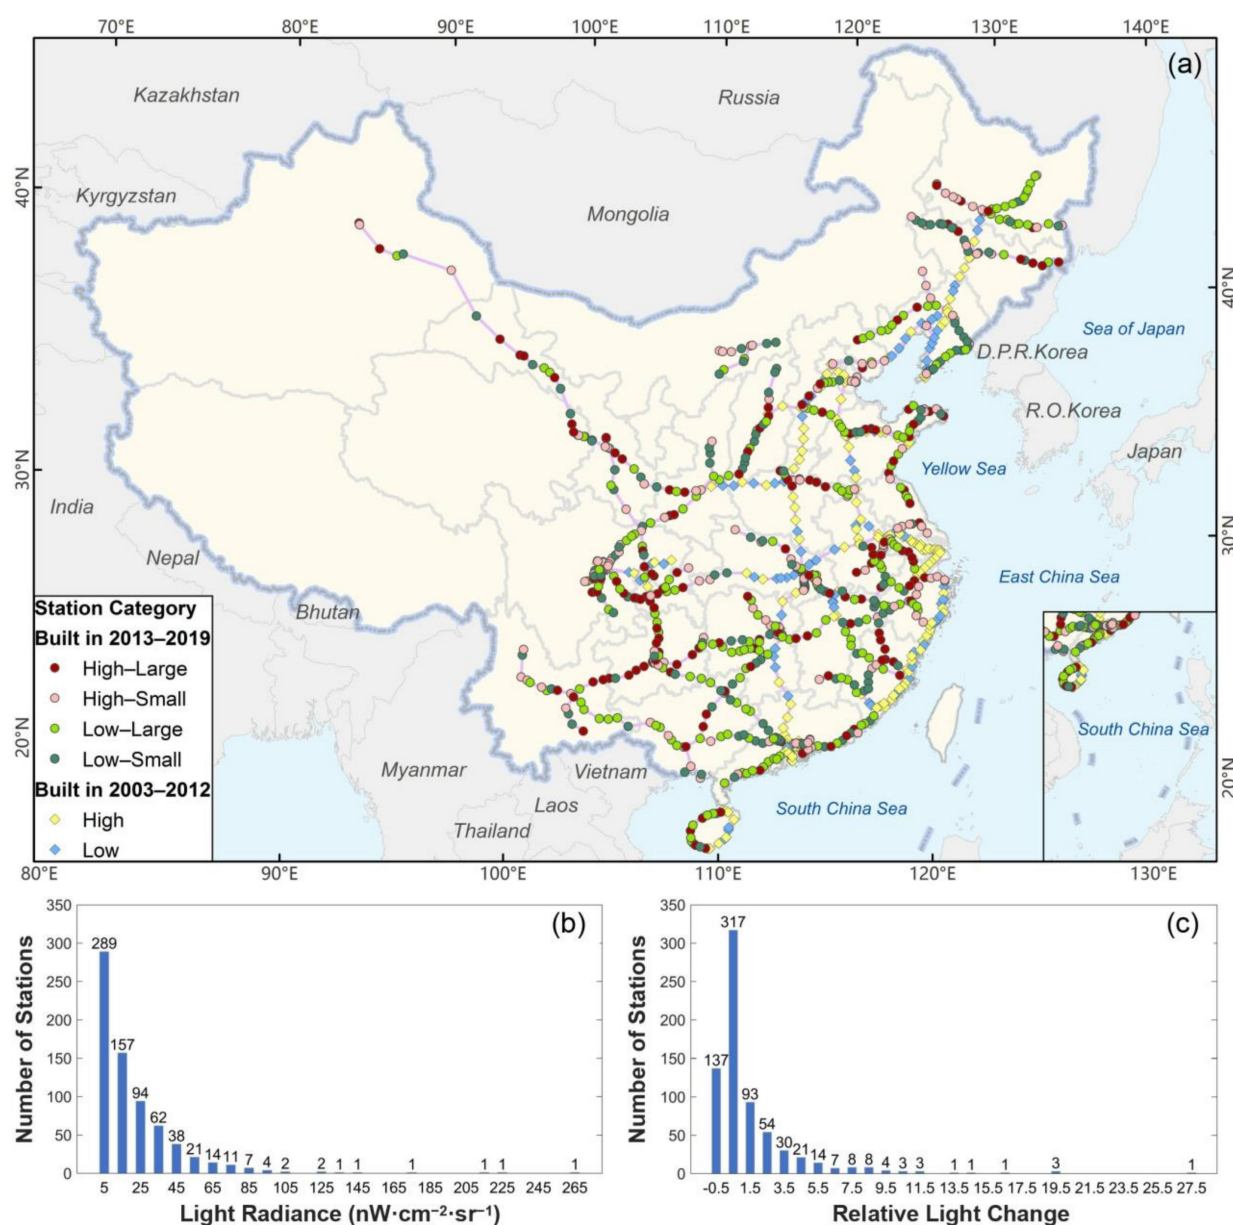 70°E 80°E 90°E 100°E 110°E 120°E 130°E 140°E
(a)
Kazakhstan
Russia
40°N
Kyrgyzstan
Mongolia
40°N
Sea of Japan
D.P.R.Korea
R.O.Korea
Japan
30°N
Yellow Sea
India
30°N
Nepal
East China Sea
Bhutan
Station Category
Built in 2013–2019
High–Large
High–Small
Low–Large
Low–Small
Built in 2003–2012
High
Low
20°N
South China Sea
Myanmar
Vietnam
20°N
Laos
South China Sea
Thailand
80°E 90°E 100°E 110°E 120°E 130°E
(b)
Number of Stations
350
300
250
200
150
100
50
0
289
157
94
62
38
21
14
11
7
4
2
2
1
1
1
1
1
1
5 25 45 65 85 105 125 145 165 185 205 225 245 265
Light Radiance (nW·cm⁻²·sr⁻¹)
(c)
Number of Stations
350
300
250
200
150
100
50
0
137
317
93
54
30
21
14
7
8
8
4
3
3
1
1
1
3
1
-0.5 1.5 3.5 5.5 7.5 9.5 11.5 13.5 15.5 17.5 19.5 21.5 23.5 25.5 27.5
Relative Light Change